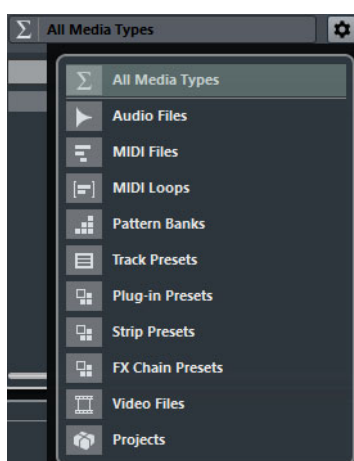 All Media Types
All Media Types
Audio Files
MIDI Files
MIDI Loops
Pattern Banks
Track Presets
Plug-in Presets
Strip Presets
FX Chain Presets
Video Files
Projects